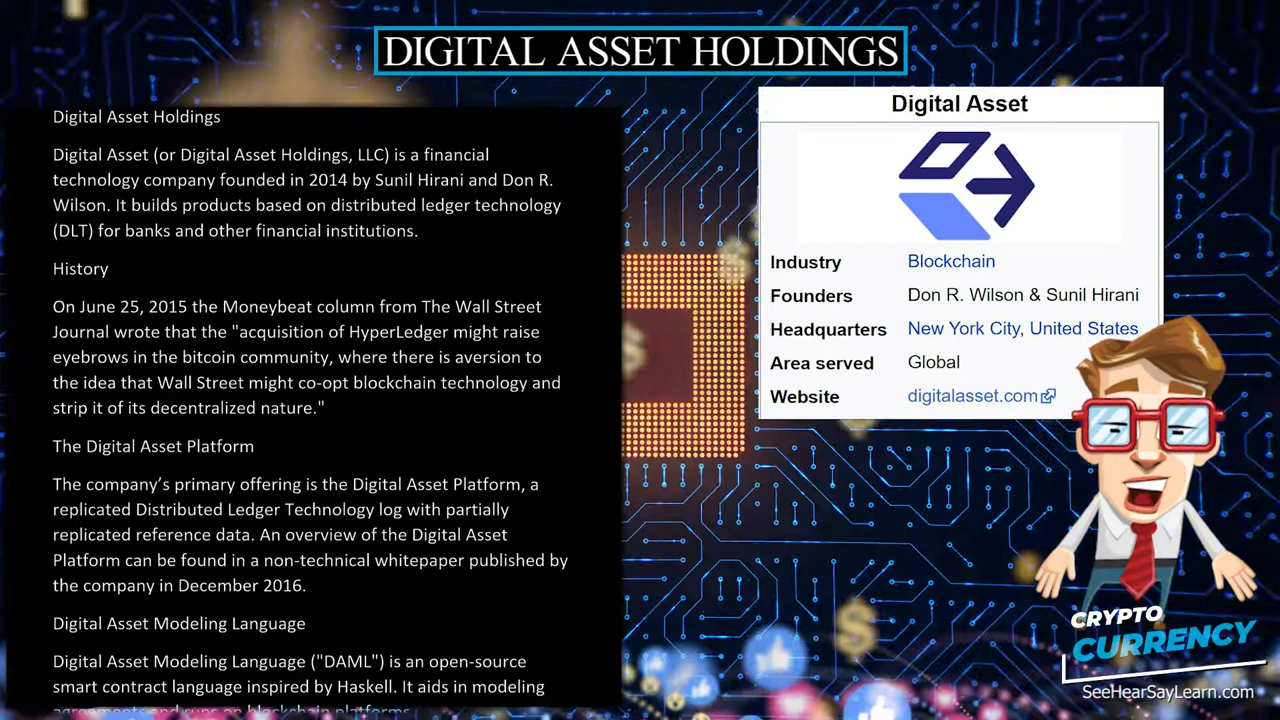 DIGITAL ASSET HOLDINGS
Digital Asset Holdings
Digital Asset (or Digital Asset Holdings, LLC) is a financial
technology company founded in 2014 by Sunil Hirani and Don R.
Wilson. It builds products based on distributed ledger technology
(DLT) for banks and other financial institutions.
History
On June 25, 2015 the Moneybeat column from The Wall Street
Journal wrote that the "acquisition of HyperLedger might raise
eyebrows in the bitcoin community, where there is aversion to
the idea that Wall Street might co-opt blockchain technology and
strip it of its decentralized nature."
The Digital Asset Platform
The company's primary offering is the Digital Asset Platform, a
replicated Distributed Ledger Technology log with partially
replicated reference data. An overview of the Digital Asset
Platform can be found in a non-technical whitepaper published by
the company in December 2016.
Digital Asset Modeling Language
Digital Asset Modeling Language ("DAML") is an open-source
smart contract language inspired by Haskell. It aids in modeling
agreements and runs on blockchain platforms.
Digital Asset
Industry Blockchain
Founders Don R. Wilson & Sunil Hirani
Headquarters New York City, United States
Area served Global
Website digitalasset.com
CRYPTO
CURRENCY
SeeHearSayLearn.com